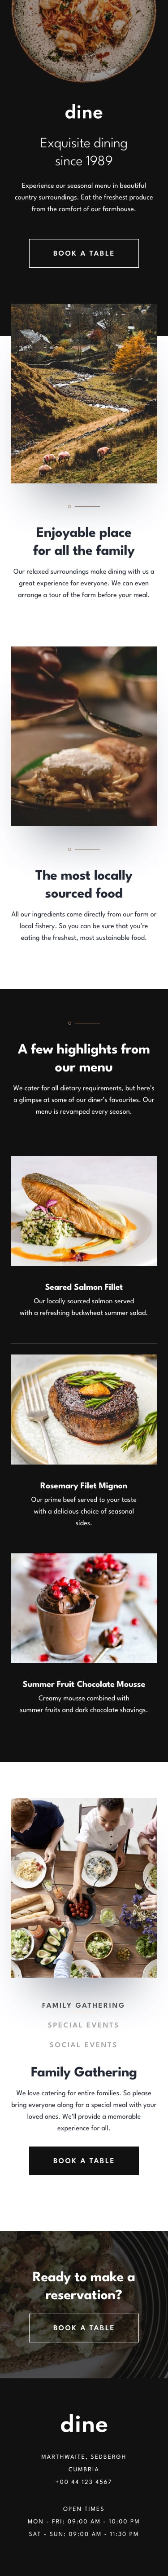 dine
Exquisite dining
since 1989
Experience our seasonal menu in beautiful
country surroundings. Eat the freshest produce
from the comfort of our farmhouse.
BOOK A TABLE
Enjoyable place
for all the family
Our relaxed surroundings make dining with us a
great experience for everyone. We can even
arrange a tour of the farm before your meal.
The most locally
sourced food
All our ingredients come directly from our farm or
local fishery. So you can be sure that you're
eating the freshest, most sustainable food.
A few highlights from
our menu
We cater for all dietary requirements, but here's
a glimpse at some of our diner's favourites. Our
menu is revamped every season.
Seared Salmon Fillet
Our locally sourced salmon served
with a refreshing buckwheat summer salad.
Rosemary Filet Mignon
Our prime beef served to your taste
with a delicious choice of seasonal
sides.
Summer Fruit Chocolate Mousse
Creamy mousse combined with
summer fruits and dark chocolate shavings.
FAMILY GATHERING
SPECIAL EVENTS
SOCIAL EVENTS
Family Gathering
We love catering for entire families. So please
bring everyone along for a special meal with your
loved ones. We'll provide a memorable
experience for all.
BOOK A TABLE
Ready to make a
reservation?
BOOK A TABLE
dine
MARTHWAITE, SEDBERGH
CUMBRIA
+00 44 123 4567
OPEN TIMES
MON - FRI: 09:00 AM - 10:00 PM
SAT - SUN: 09:00 AM - 11:30 PM